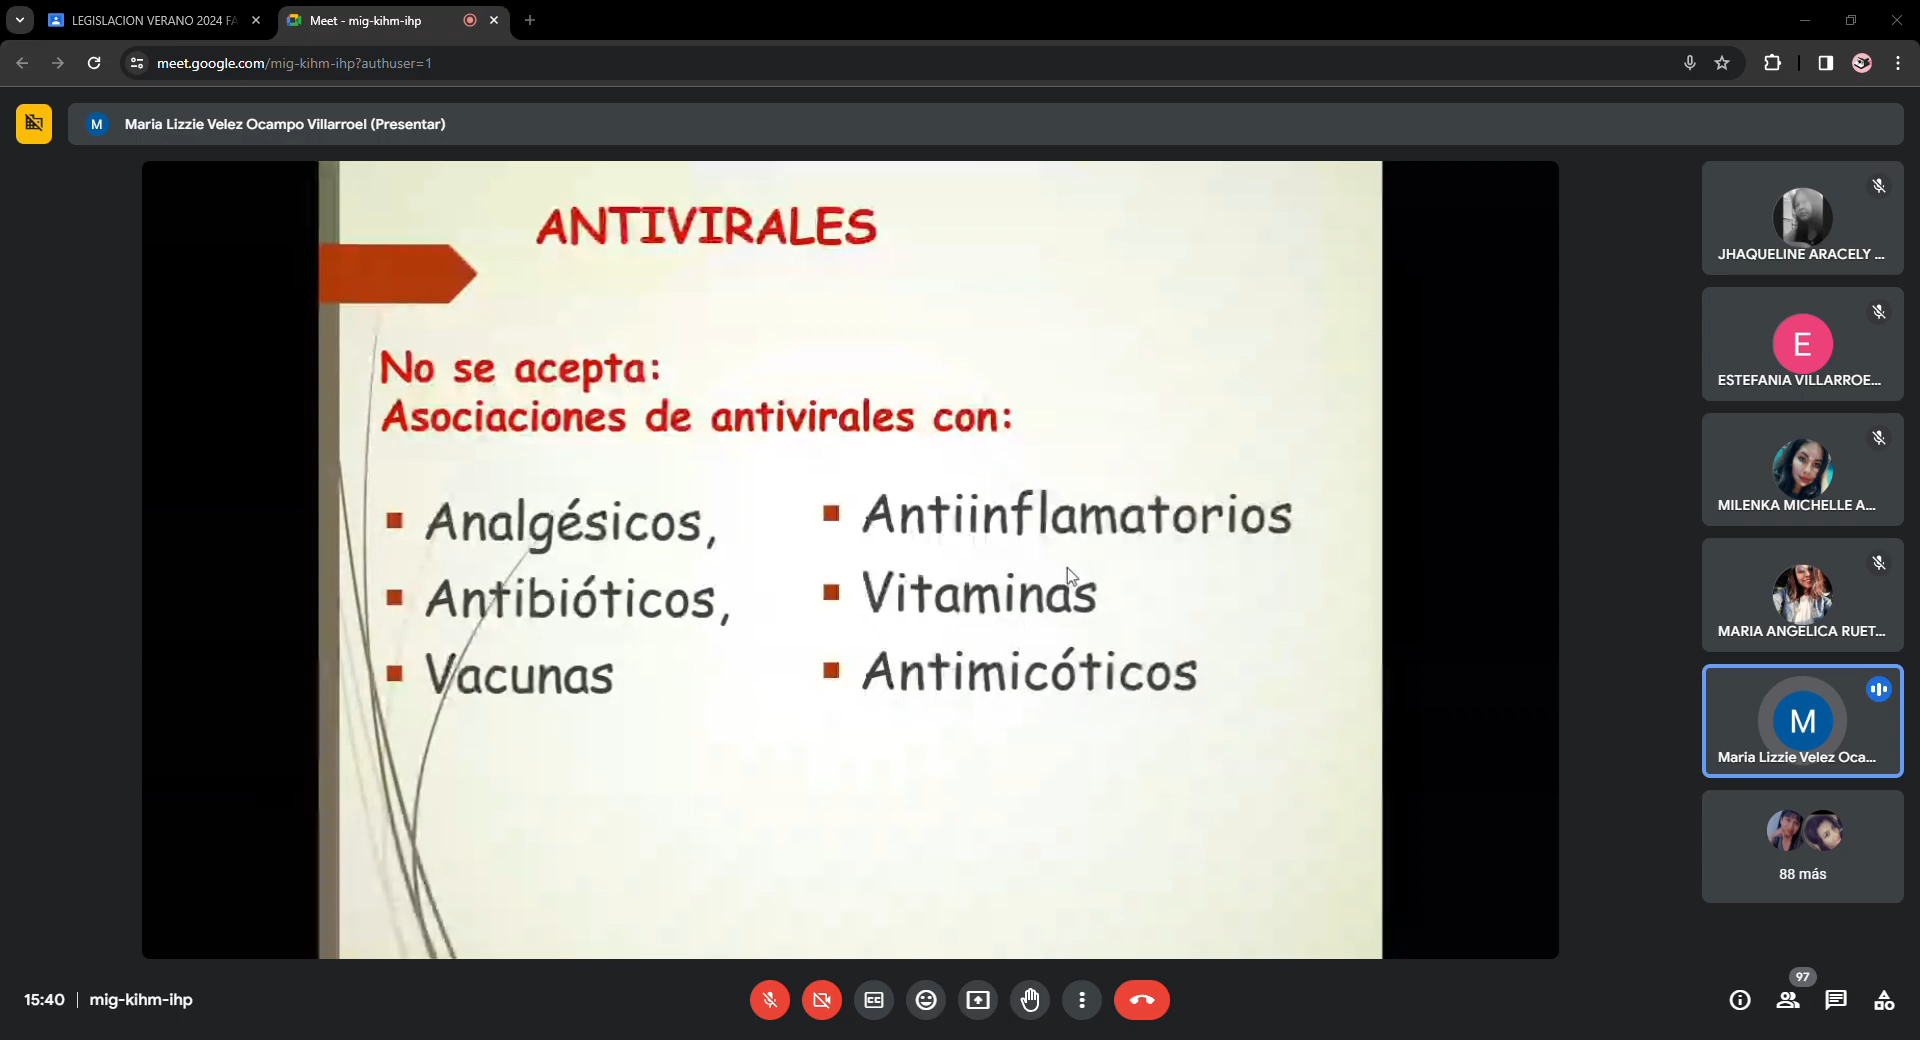 LEGISLACION VERANO 2024 FA
Meet - mig-kihm-ihp
meet.google.com/mig-kihm-ihp?authuser=1
M
Maria Lizzie Velez Ocampo Villarroel (Presentar)
ANTIVIRALES
No se acepta:
Asociaciones de antivirales con:
Analgésicos,
Antibióticos,
Vacunas
Antiinflamatorios
Vitaminas
Antimicóticos
JHAQUELINE ARACELY ...
E
ESTEFANIA VILLARROE...
MILENKA MICHELLE A...
MARIA ANGELICA RUET...
M
Maria Lizzie Velez Oca...
88 más
15:40 | mig-kihm-ihp
CC
97